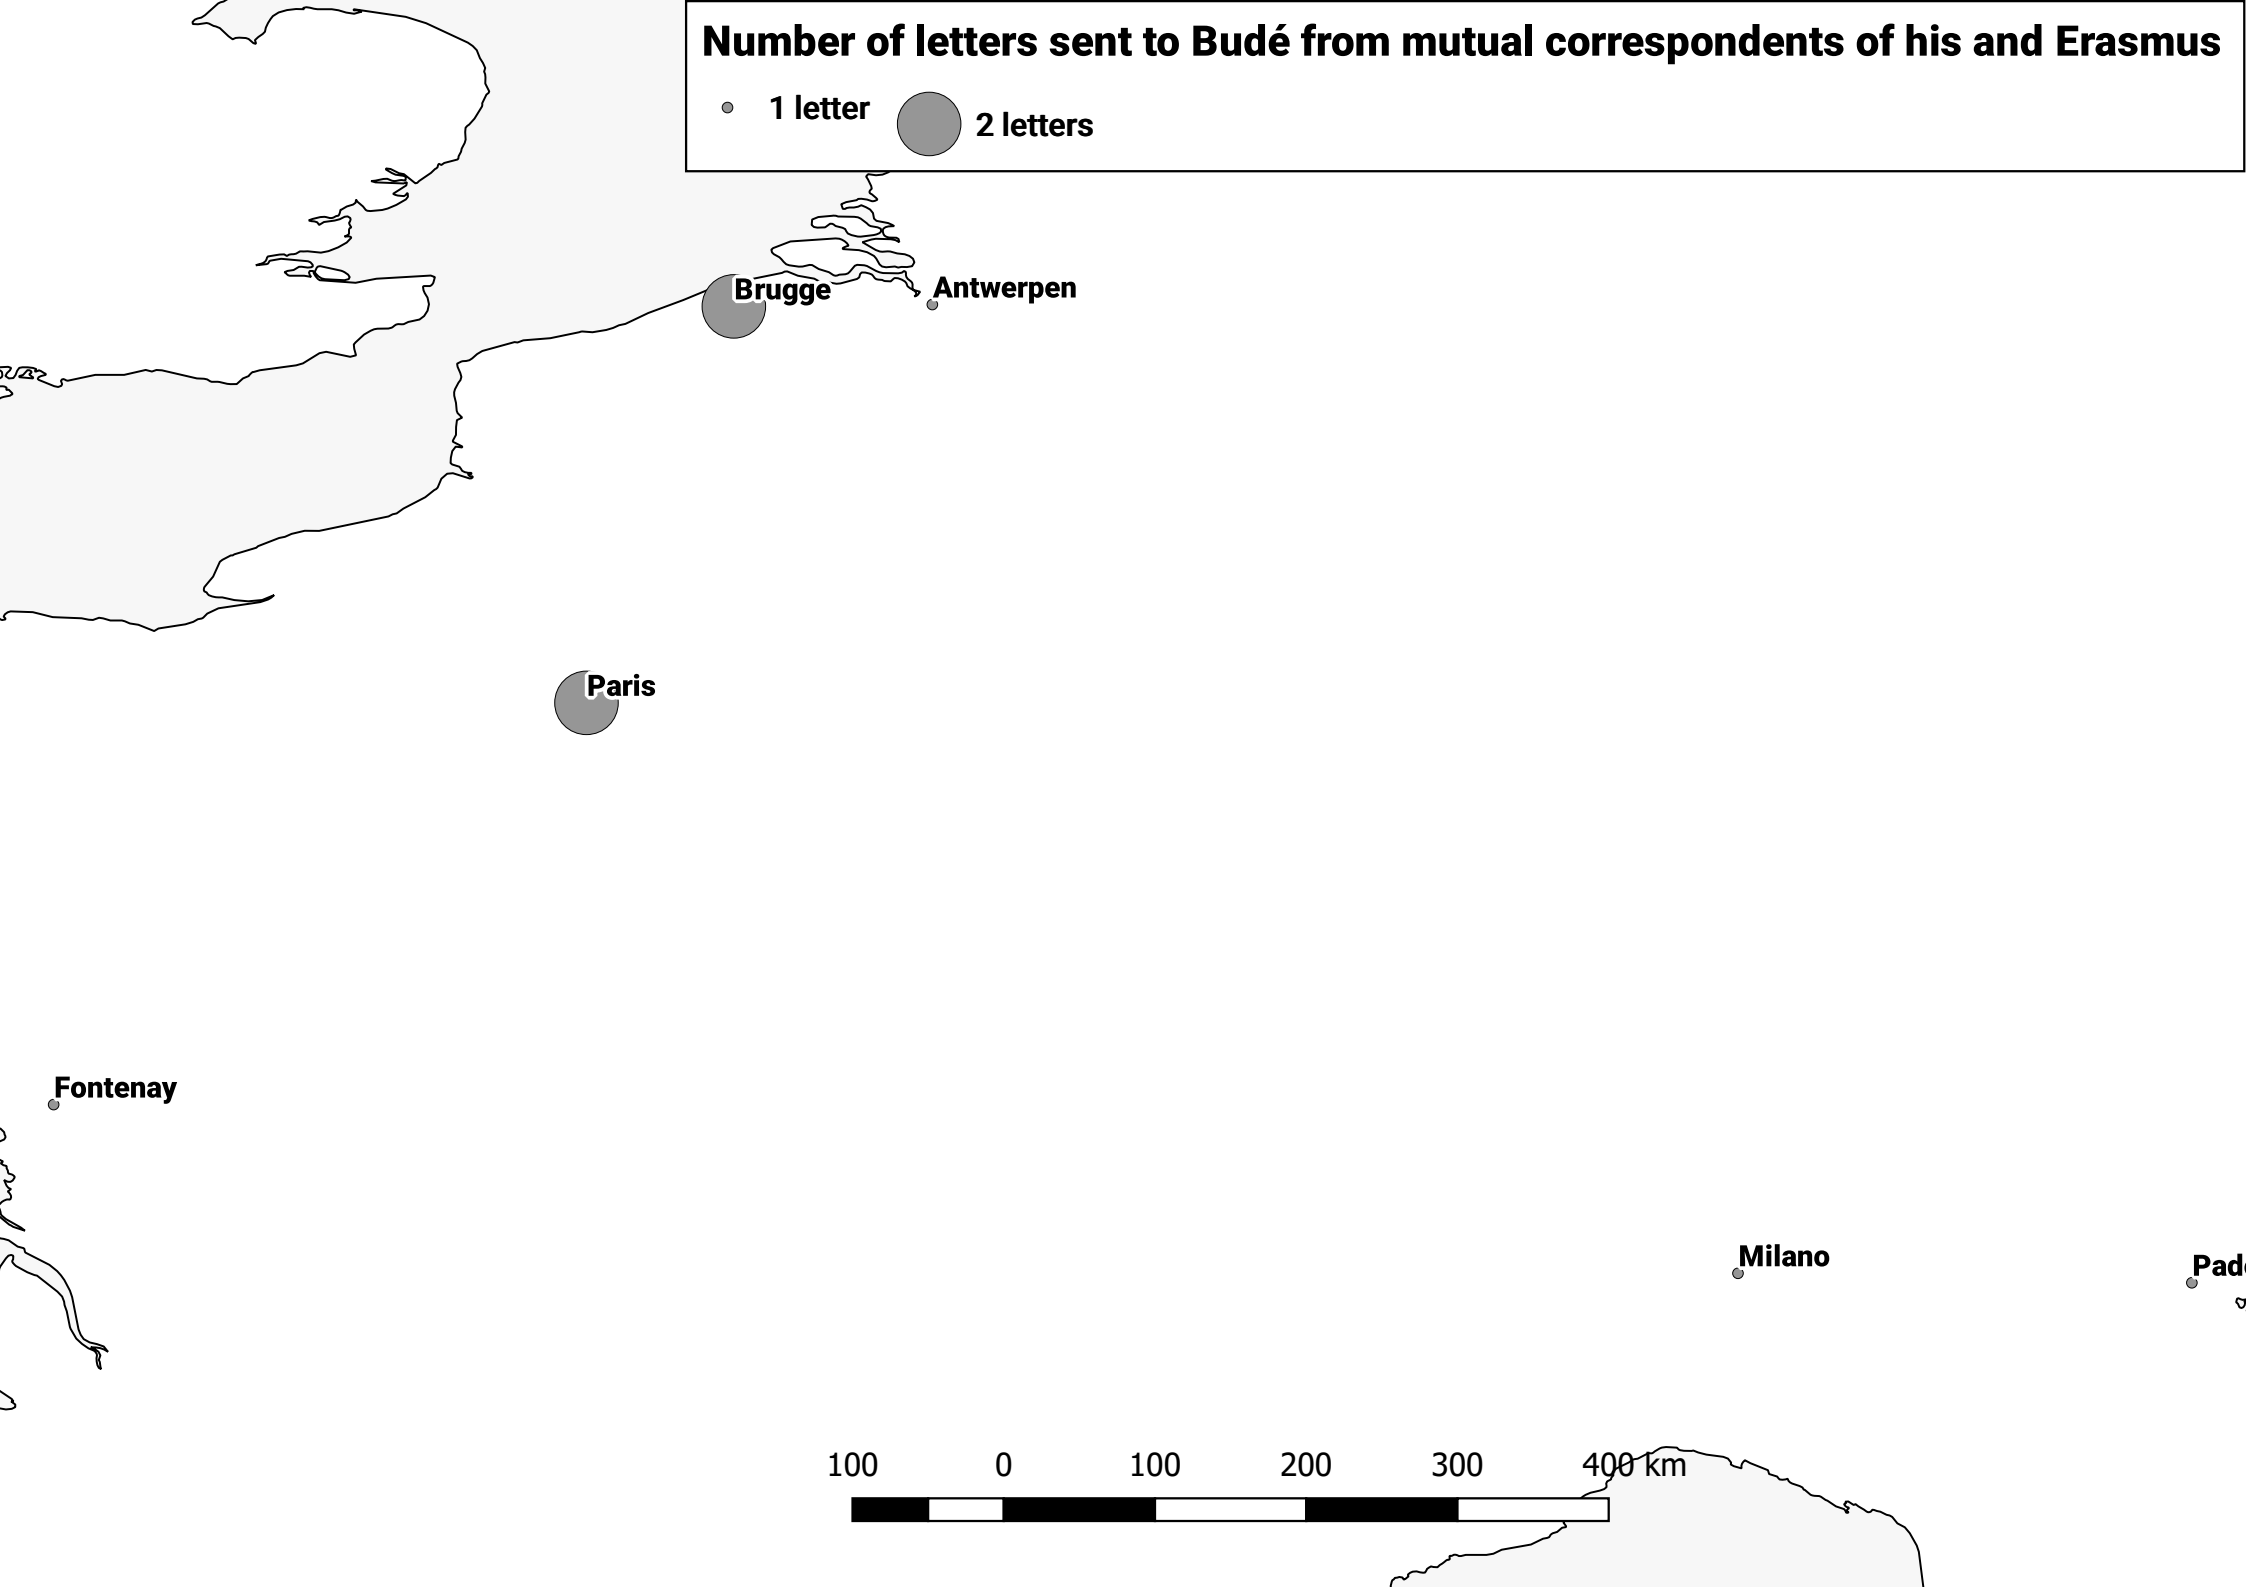 Number of letters sent to Budé from mutual correspondents of his and Erasmus
1 letter
2 letters
Brugge
Antwerpen
Paris
Fontenay
Milano
100 0 100 200 300 400 km